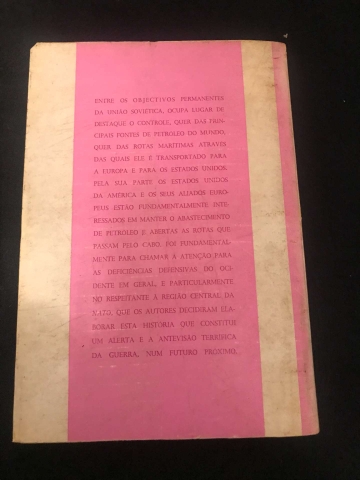 ENTRE OS OBJECTIVOS PERMANENTES
DA UNIÃO SOVIÉTICA, OCUPA LUGAR DE
DESTAQUE O CONTROLE, QUER DAS PRIN-
CIPAIS FONTES DE PETRÓLEO DO MUNDO,
QUER DAS ROTAS MARÍTIMAS ATRAVÉS
DAS QUAIS ELE É TRANSPORTADO PARA
A EUROPA E PARA OS ESTADOS UNIDOS.
PELA SUA PARTE OS ESTADOS UNIDOS
DA AMÉRICA E OS SEUS ALIADOS EURO-
PEUS ESTÃO FUNDAMENTALMENTE INTE-
RESSADOS EM MANTER O ABASTECIMENTO
DE PETRÓLEO E ABERTAS AS ROTAS QUE
PASSAM PELO CABO. FOI FUNDAMENTAL-
MENTE PARA CHAMAR À ATENÇÃO PARA
AS DEFICIÊNCIAS DEFENSIVAS DO OCI-
DENTE EM GERAL, E PARTICULARMENTE
NO RESPEITANTE À REGIÃO CENTRAL DA
NATO, QUE OS AUTORES DECIDIRAM ELA-
BORAR ESTA HISTÓRIA QUE CONSTITUI
UM ALERTA E A ANTEVISÃO TERRÍFICA
DA GUERRA, NUM FUTURO PRÓXIMO.